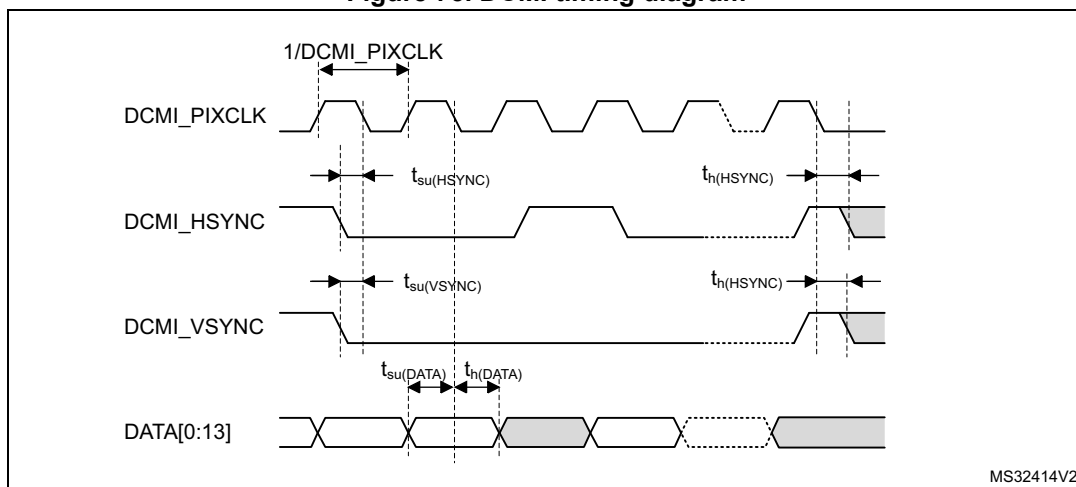 1/DCMI_PIXCLK
DCMI_PIXCLK
tsu(HSYNC)
th(HSYNC)
DCMI_HSYNC
tsu(VSYNC)
th(HSYNC)
DCMI_VSYNC
tsu(DATA) th(DATA)
DATA[0:13]
MS32414V2